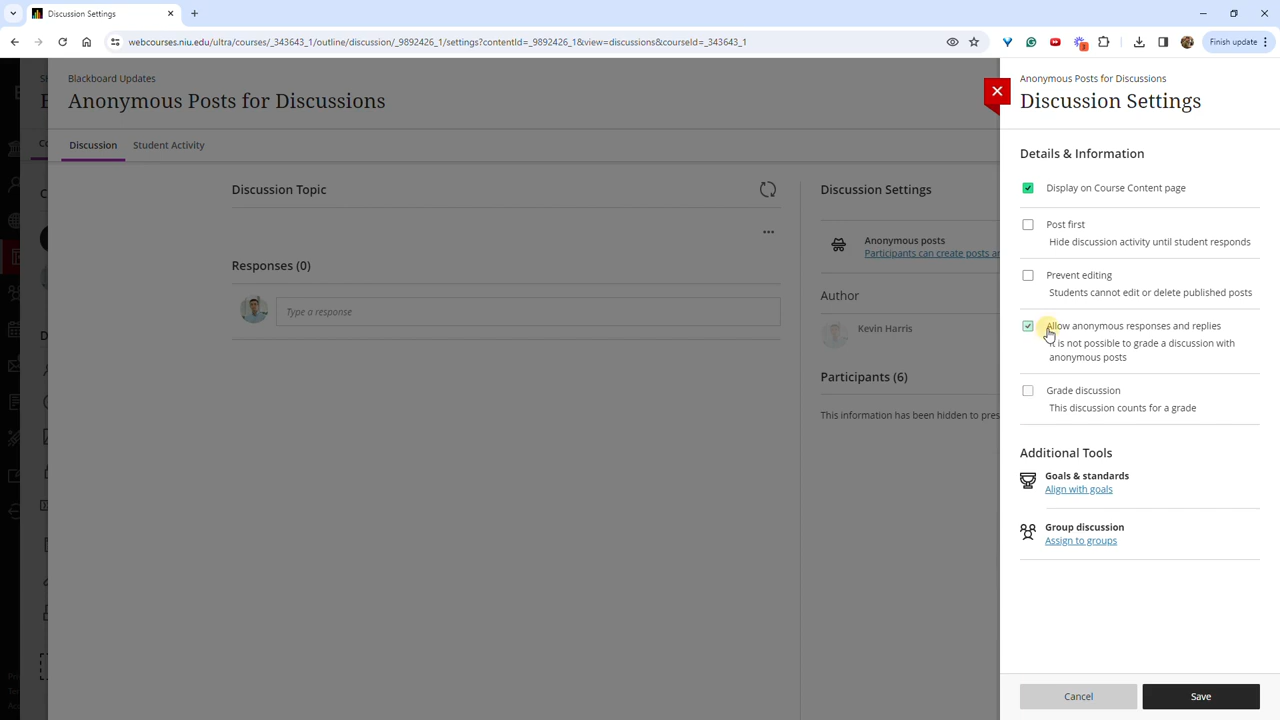 Discussion Settings
webcourses.niu.edu/ultra/courses/_343643_1/outline/discussion/_9892426_1/settings?contentId=_9892426_1&view=discussions&courseId=_343643_1
3
Finish update
Blackboard Updates
Anonymous Posts for Discussions
Discussion
Student Activity
Discussion Topic
Responses (0)
Type a response
Discussion Settings
Anonymous posts
Participants can create posts an
Author
Kevin Harris
Participants (6)
This information has been hidden to pres
Anonymous Posts for Discussions
Discussion Settings
Details & Information
Display on Course Content page
Post first
Hide discussion activity until student responds
Prevent editing
Students cannot edit or delete published posts
Allow anonymous responses and replies
It is not possible to grade a discussion with
anonymous posts
Grade discussion
This discussion counts for a grade
Additional Tools
Goals & standards
Align with goals
Group discussion
Assign to groups
Cancel
Save